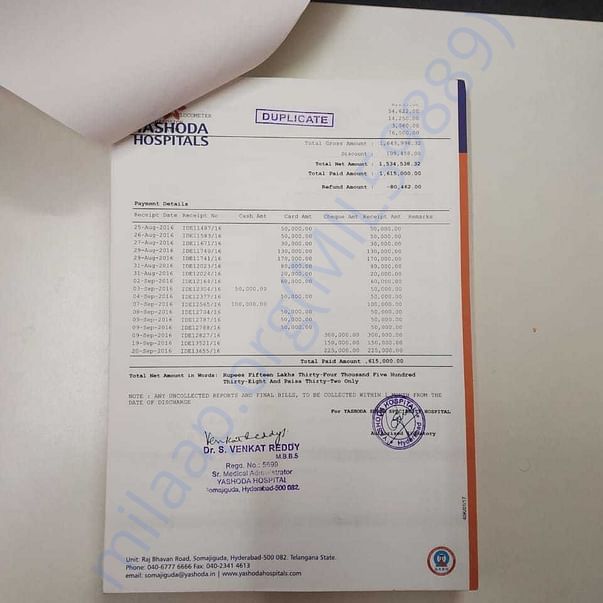 54,622.00
DUPLICATE
14,250.00
YASHODA
HOSPITALS
Total Gross Amount : 1,643,996.32
Discount 109,458.00
Total Net Amount : 1,534,538.32
Total Paid Amount : 1,615,000.00
Refund Amount : -80,462.00
Payment Details
Receipt Date Receipt No Cash Amt Card Amt Cheque Amt Receipt Amt Remarks
25-Aug-2016 IDE11487/16 50,000.00 50,000.00
26-Aug-2016 IDE11583/16 50,000.00 50,000.00
27-Aug-2016 IDE11671/16 30,000.00 30,000.00
29-Aug-2016 IDE11740/16 130,000.00 130,000.00
29-Aug-2016 IDE11741/16 170,000.00 170,000.00
31-Aug-2016 IDE12023/16 80,000.00 80,000.00
31-Aug-2016 IDE12024/16 20,000.00 20,000.00
02-Sep-2016 IDE12164/16 60,000.00 60,000.00
03-Sep-2016 IDE12304/16 50,000.00
04-Sep-2016 IDE12377/16 50,000.00 50,000.00
07-Sep-2016 IDE12565/16 100,000.00 100,000.00
08-Sep-2016 IDE12734/16 50,000.00 50,000.00
09-Sep-2016 IDE12787/16 50,000.00 50,000.00
09-Sep-2016 IDE12788/16 50,000.00 50,000.00
09-Sep-2016 IDE12827/16 300,000.00 300,000.00
19-Sep-2016 IDE13521/16 150,000.00 150,000.00
20-Sep-2016 IDE13655/16 225,000.00 225,000.00
Total Paid Amount ,615,000.00
Total Net Amount in Words: Rupees Fifteen Lakhs Thirty-Four Thousand Five Hundred
Thirty-Eight And Paisa Thirty-Two Only
NOTE : ANY UNCOLLECTED REPORTS AND FINAL BILLS, TO BE COLLECTED WITHIN 1 MONTH FROM THE
DATE OF DISCHARGE
For YASHODA SUPER SPECIALITY HOSPITAL
YASHODA HOSPITAL
Authorized Signatory
Venkat Reddy
Dr. S. VENKAT REDDY
M.B.B.S
Regd. No.: 5699
Sr. Medical Administrator
YASHODA HOSPITAL
Somajiguda, Hyderabad-500 082.
Unit: Raj Bhavan Road, Somajiguda, Hyderabad-500 082. Telangana State.
Phone: 040-6777 6666 Fax: 040-2341 4613
email: somajiguda@yashoda.in | www.yashodahospitals.com
milaap.org(MIL59889)